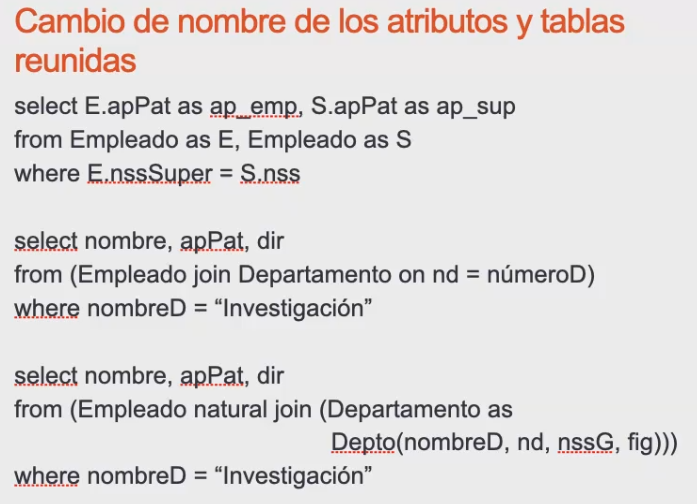 Cambio de nombre de los atributos y tablas
reunidas
select E.apPat as ap_emp, S.apPat as ap_sup
from Empleado as E, Empleado as S
where E.nssSuper = S.nss
select nombre, apPat, dir
from (Empleado join Departamento on nd = númeroD)
where nombreD = “Investigación”
select nombre, apPat, dir
from (Empleado natural join (Departamento as
Depto(nombreD, nd, nssG, fig)))
where nombreD = “Investigación”